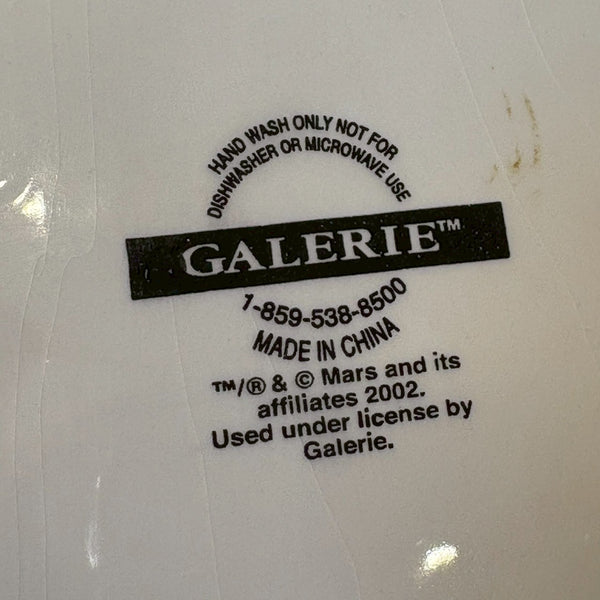 HAND WASH ONLY NOT FOR
DISHWASHER OR MICROWAVE USE
GALERIE™
1-859-538-8500
MADE IN CHINA
™/® & © Mars and its
affiliates 2002.
Used under license by
Galerie.